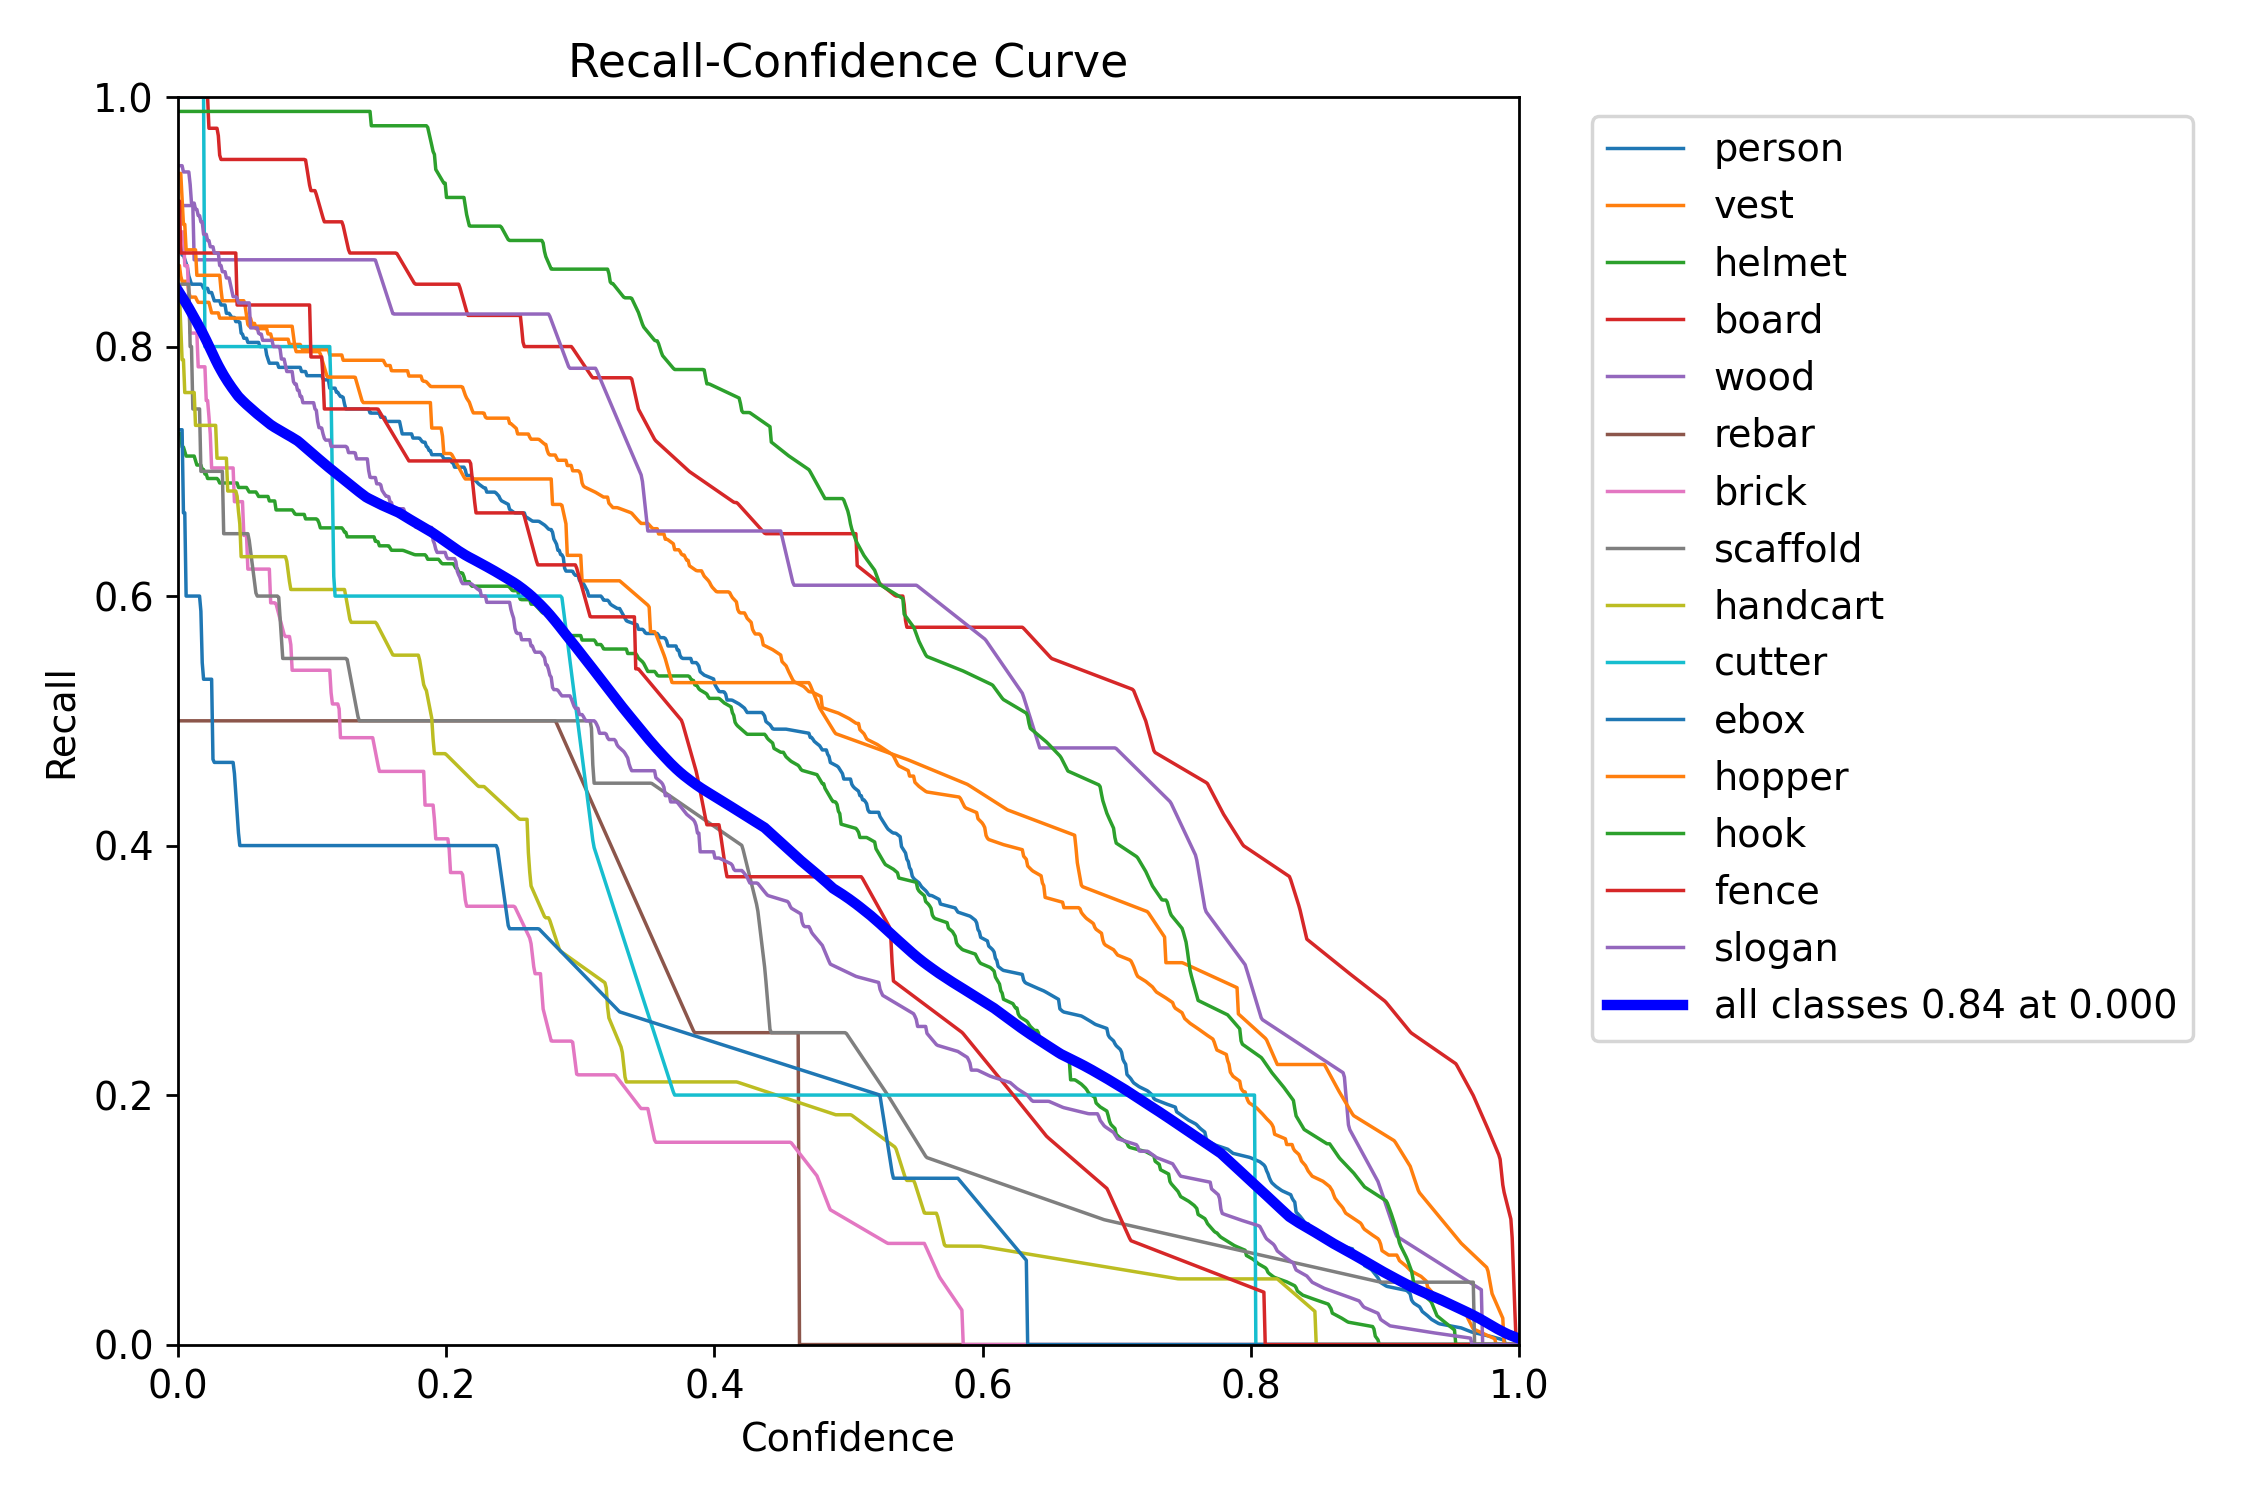 Recall-Confidence Curve
1.0
0.8
0.6
0.4
0.2
0.0
Recall
0.0 0.2 0.4 0.6 0.8 1.0
Confidence
person
vest
helmet
board
wood
rebar
brick
scaffold
handcart
cutter
ebox
hopper
hook
fence
slogan
all classes 0.84 at 0.000